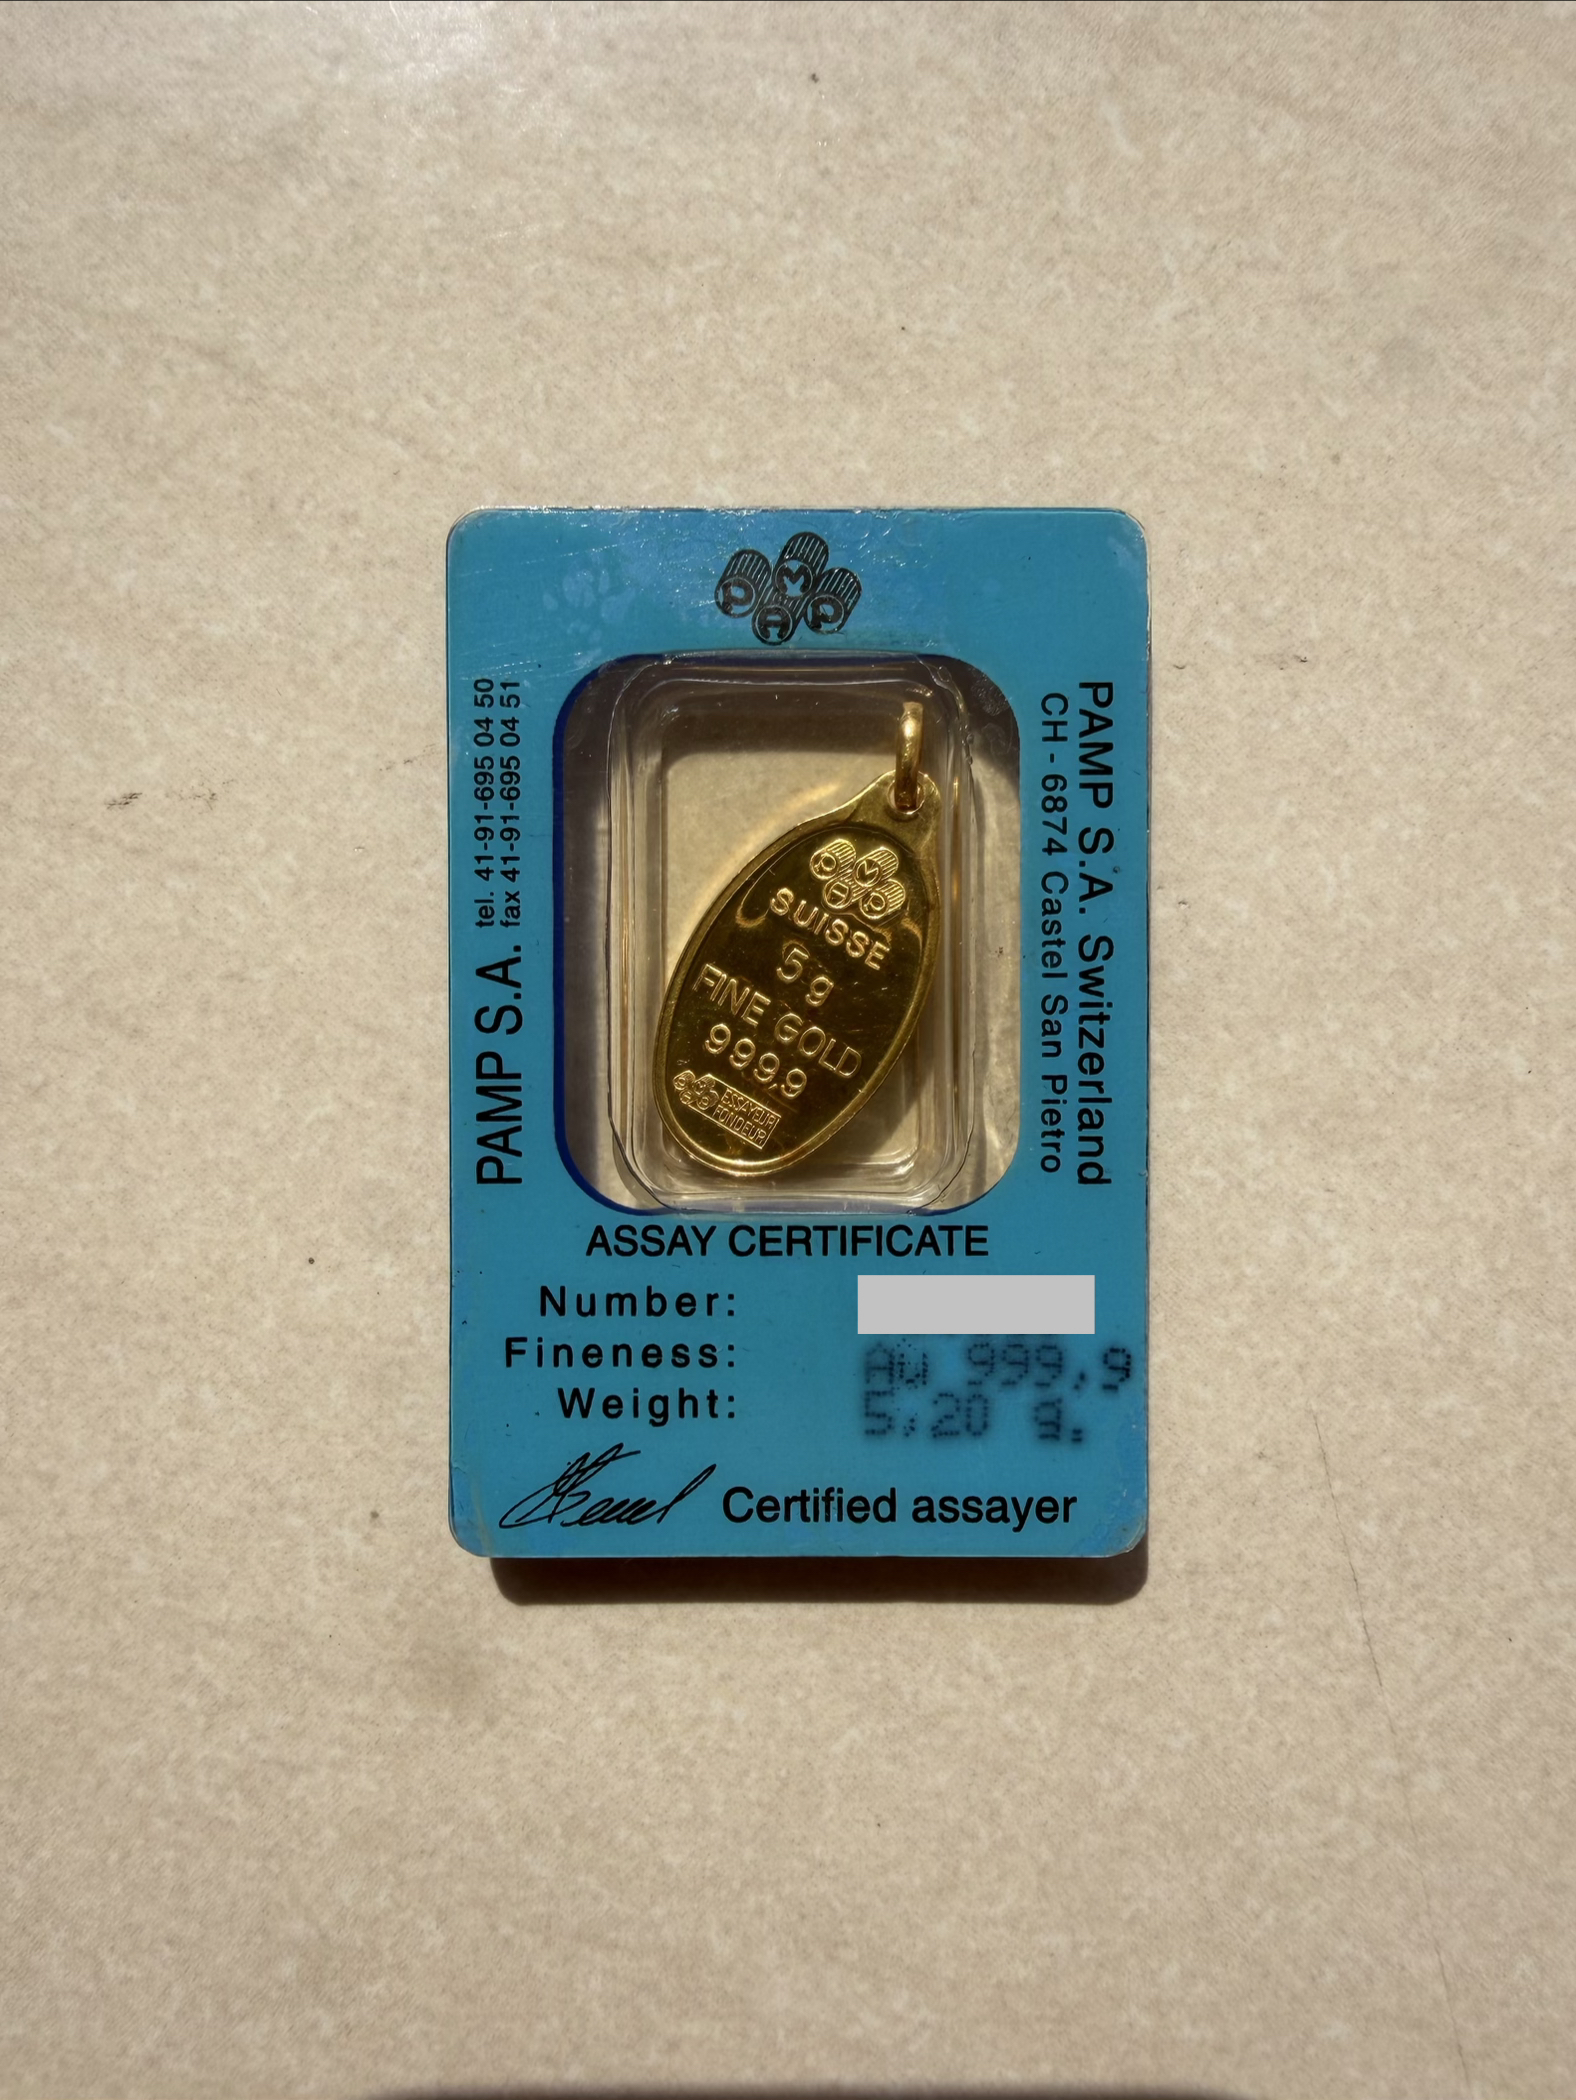 PAMP
PAMP S.A.
tel. 41-91-695 04 50
fax 41-91-695 04 51
PAMP S.A. Switzerland
CH - 6874 Castel San Pietro
PAMP
SUISSE
5g
FINE GOLD
999,9
ESSAYEUR
FONDEUR
ASSAY CERTIFICATE
Number:
Fineness: AU 999,9
Weight: 5,20 g.
Certified assayer